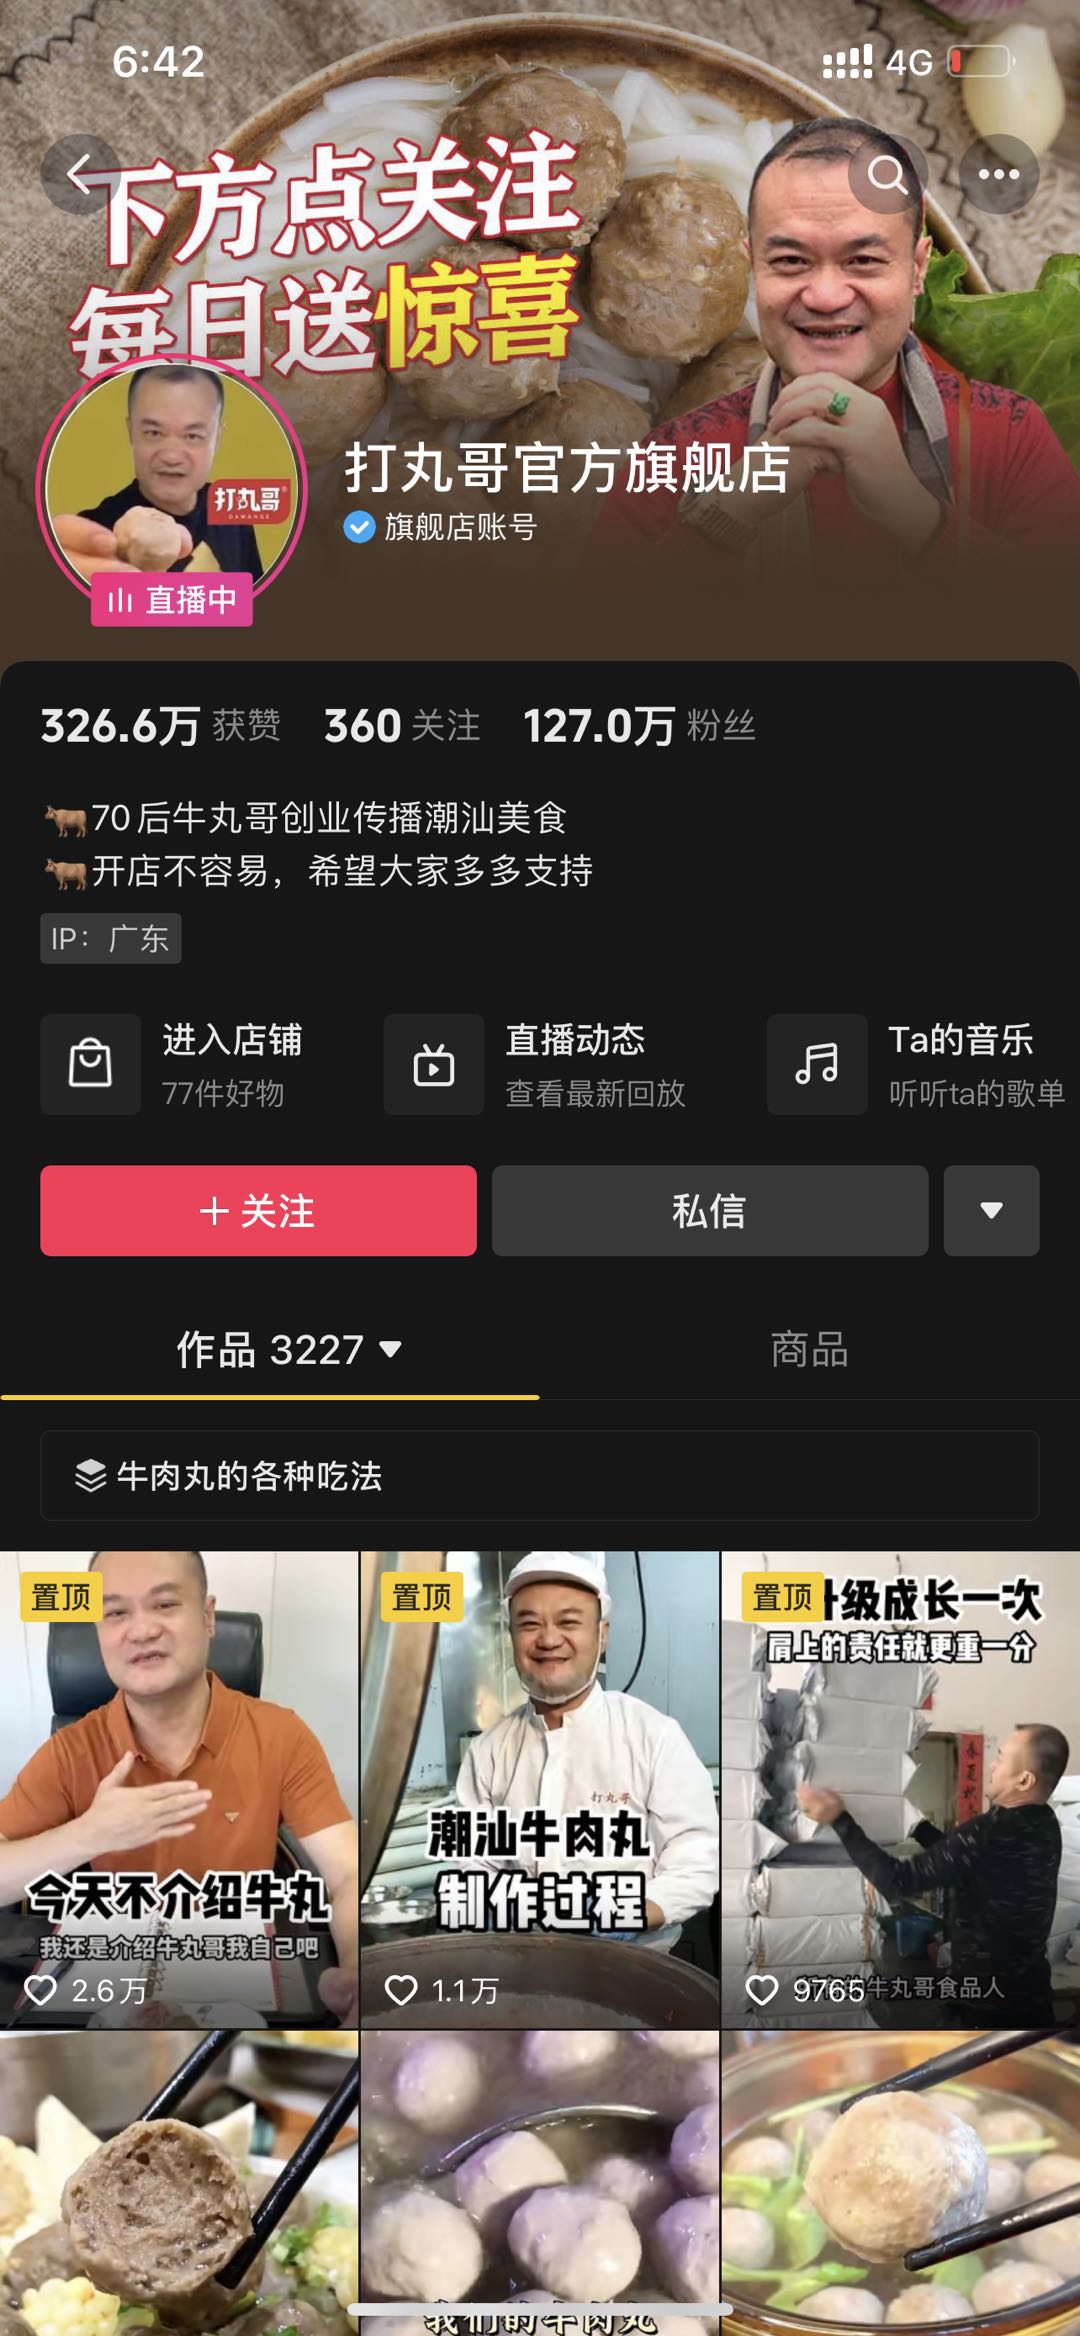 6:42
4G
下方点关注
每日送惊喜
打丸哥®
DAWANGE
直播中
打丸哥官方旗舰店
旗舰店账号
326.6万 获赞 360 关注 127.0万 粉丝
🐂70后牛丸哥创业传播潮汕美食
🐂开店不容易，希望大家多多支持
IP：广东
进入店铺
77件好物
直播动态
查看最新回放
Ta的音乐
听听ta的歌单
＋关注
私信
作品 3227
商品
牛肉丸的各种吃法
置顶
今天不介绍牛丸
我还是介绍牛丸哥我自己吧
2.6万
置顶
打丸哥
潮汕牛肉丸
制作过程
1.1万
置顶
升级成长一次
肩上的责任就更重一分
春夏秋冬
牛丸哥食品人
9765
我们的牛肉丸